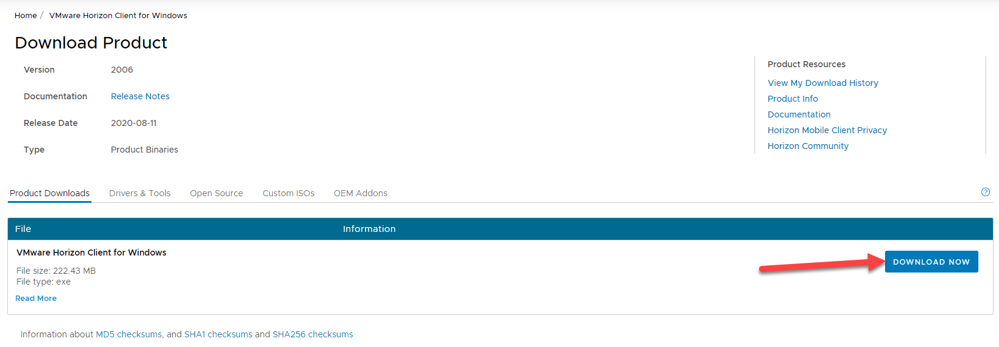 Home / VMware Horizon Client for Windows
Download Product
Version 2006
Documentation Release Notes
Release Date 2020-08-11
Type Product Binaries
Product Resources
View My Download History
Product Info
Documentation
Horizon Mobile Client Privacy
Horizon Community
Product Downloads Drivers & Tools Open Source Custom ISOs OEM Addons ?
File Information
VMware Horizon Client for Windows
File size: 222.43 MB
File type: exe
Read More
DOWNLOAD NOW
Information about MD5 checksums, and SHA1 checksums and SHA256 checksums